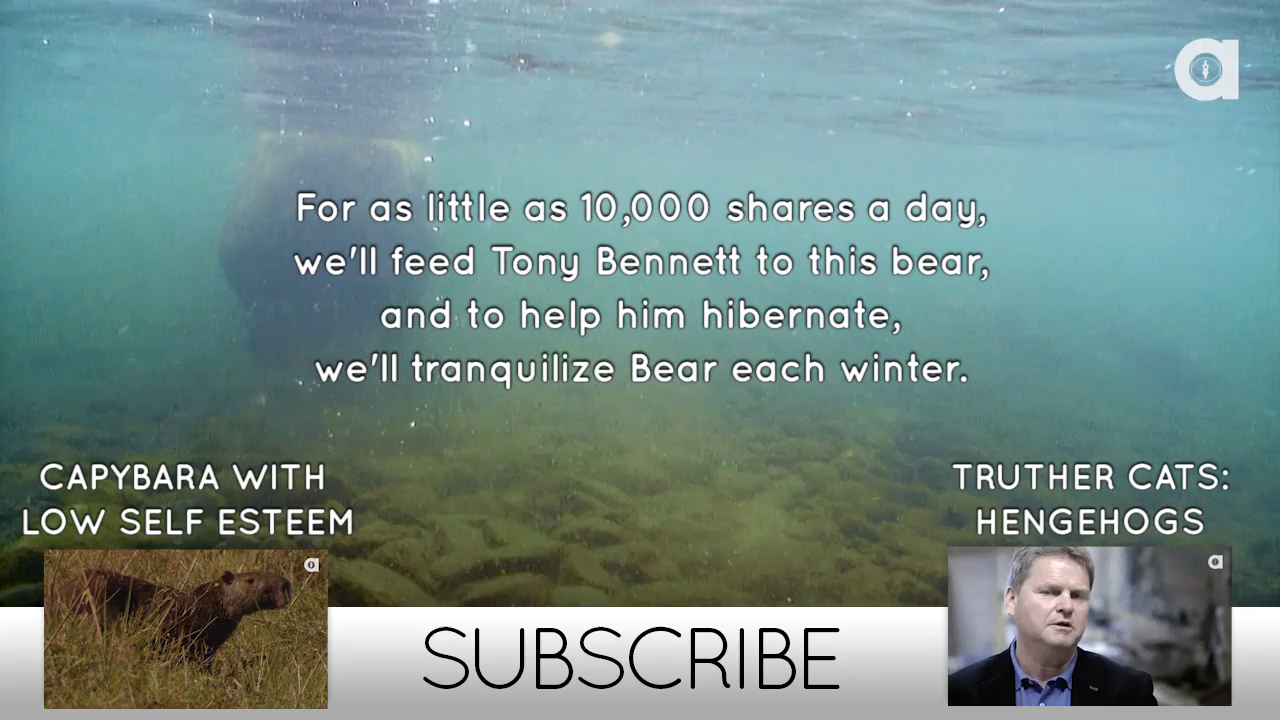 a
For as little as 10,000 shares a day,
we'll feed Tony Bennett to this bear,
and to help him hibernate,
we'll tranquilize Bear each winter.
CAPYBARA WITH
LOW SELF ESTEEM
TRUTHER CATS:
HENGEHOGS
a
a
SUBSCRIBE